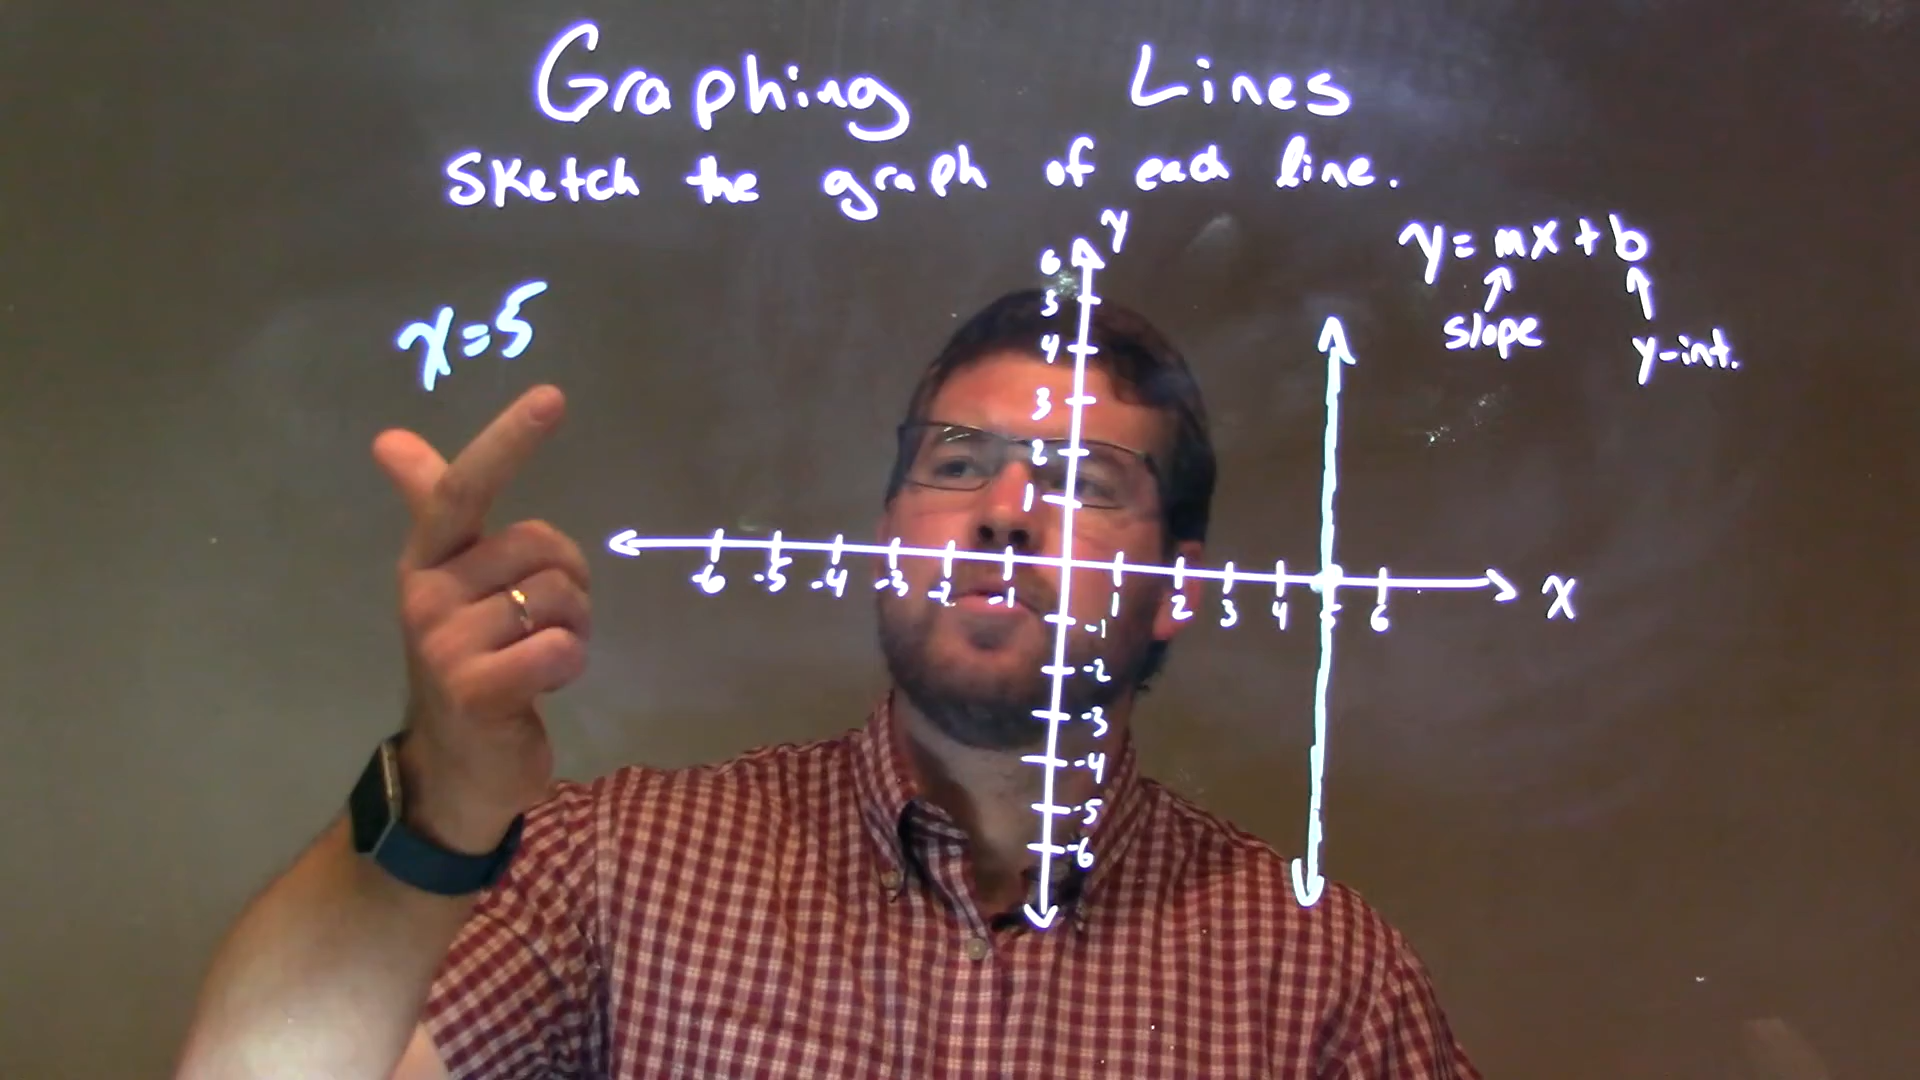 Graphing Lines
Sketch the graph of each line.
y
y = mx + b
slope
y-int.
x=5
6
5
4
3
2
1
-6 -5 -4 -3 -2 -1 1 2 3 4 5 6
x
-1
-2
-3
-4
-5
-6